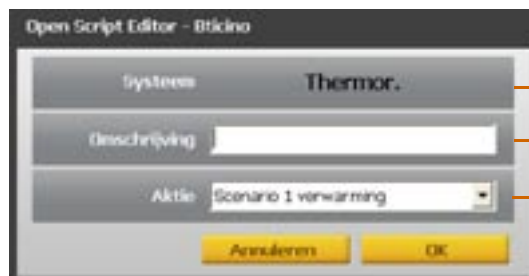 Open Script Editor - Bticino
Systeem Thermor.
Omschrijving
Aktie Scenario 1 verwarming
Annuleren OK